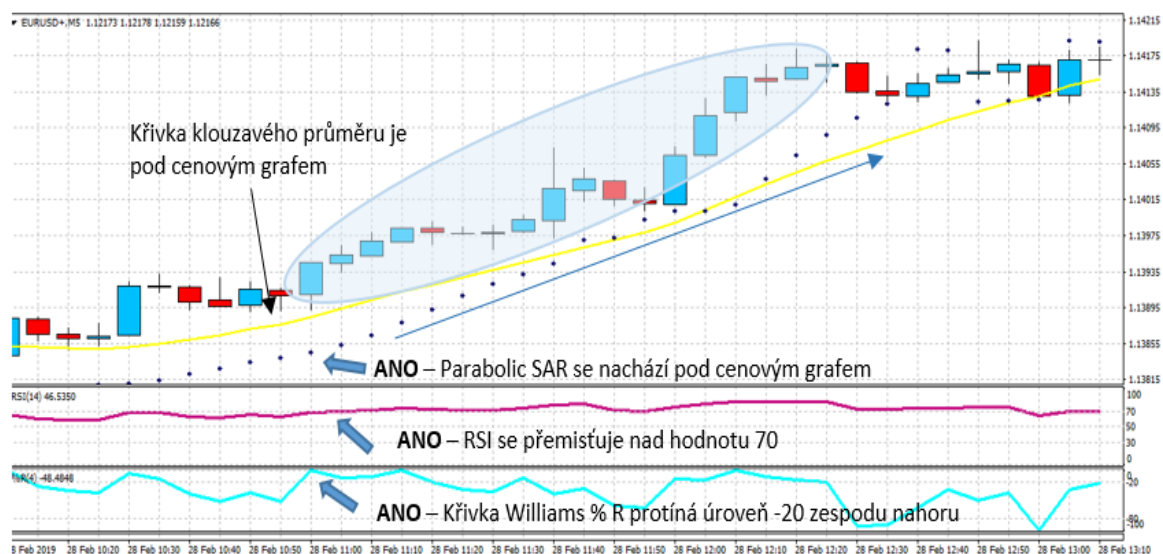 EURUSD+,M5 1.12173 1.12178 1.12159 1.12166
1.14215
1.14175
1.14135
1.14095
1.14055
1.14015
1.13975
1.13935
1.13895
1.13855
1.13815
Křivka klouzavého průměru je
pod cenovým grafem
ANO – Parabolic SAR se nachází pod cenovým grafem
RSI(14) 46.5350
100
70
50
30
0
ANO – RSI se přemisťuje nad hodnotu 70
%R(4) -48.4848
0
-20
-80
-100
ANO – Křivka Williams % R protíná úroveň -20 zespodu nahoru
8 Feb 2019 28 Feb 10:20 28 Feb 10:30 28 Feb 10:40 28 Feb 10:50 28 Feb 11:00 28 Feb 11:10 28 Feb 11:20 28 Feb 11:30 28 Feb 11:40 28 Feb 11:50 28 Feb 12:00 28 Feb 12:10 28 Feb 12:20 28 Feb 12:30 28 Feb 12:40 28 Feb 12:50 28 Feb 13:00 28 Feb 13:10